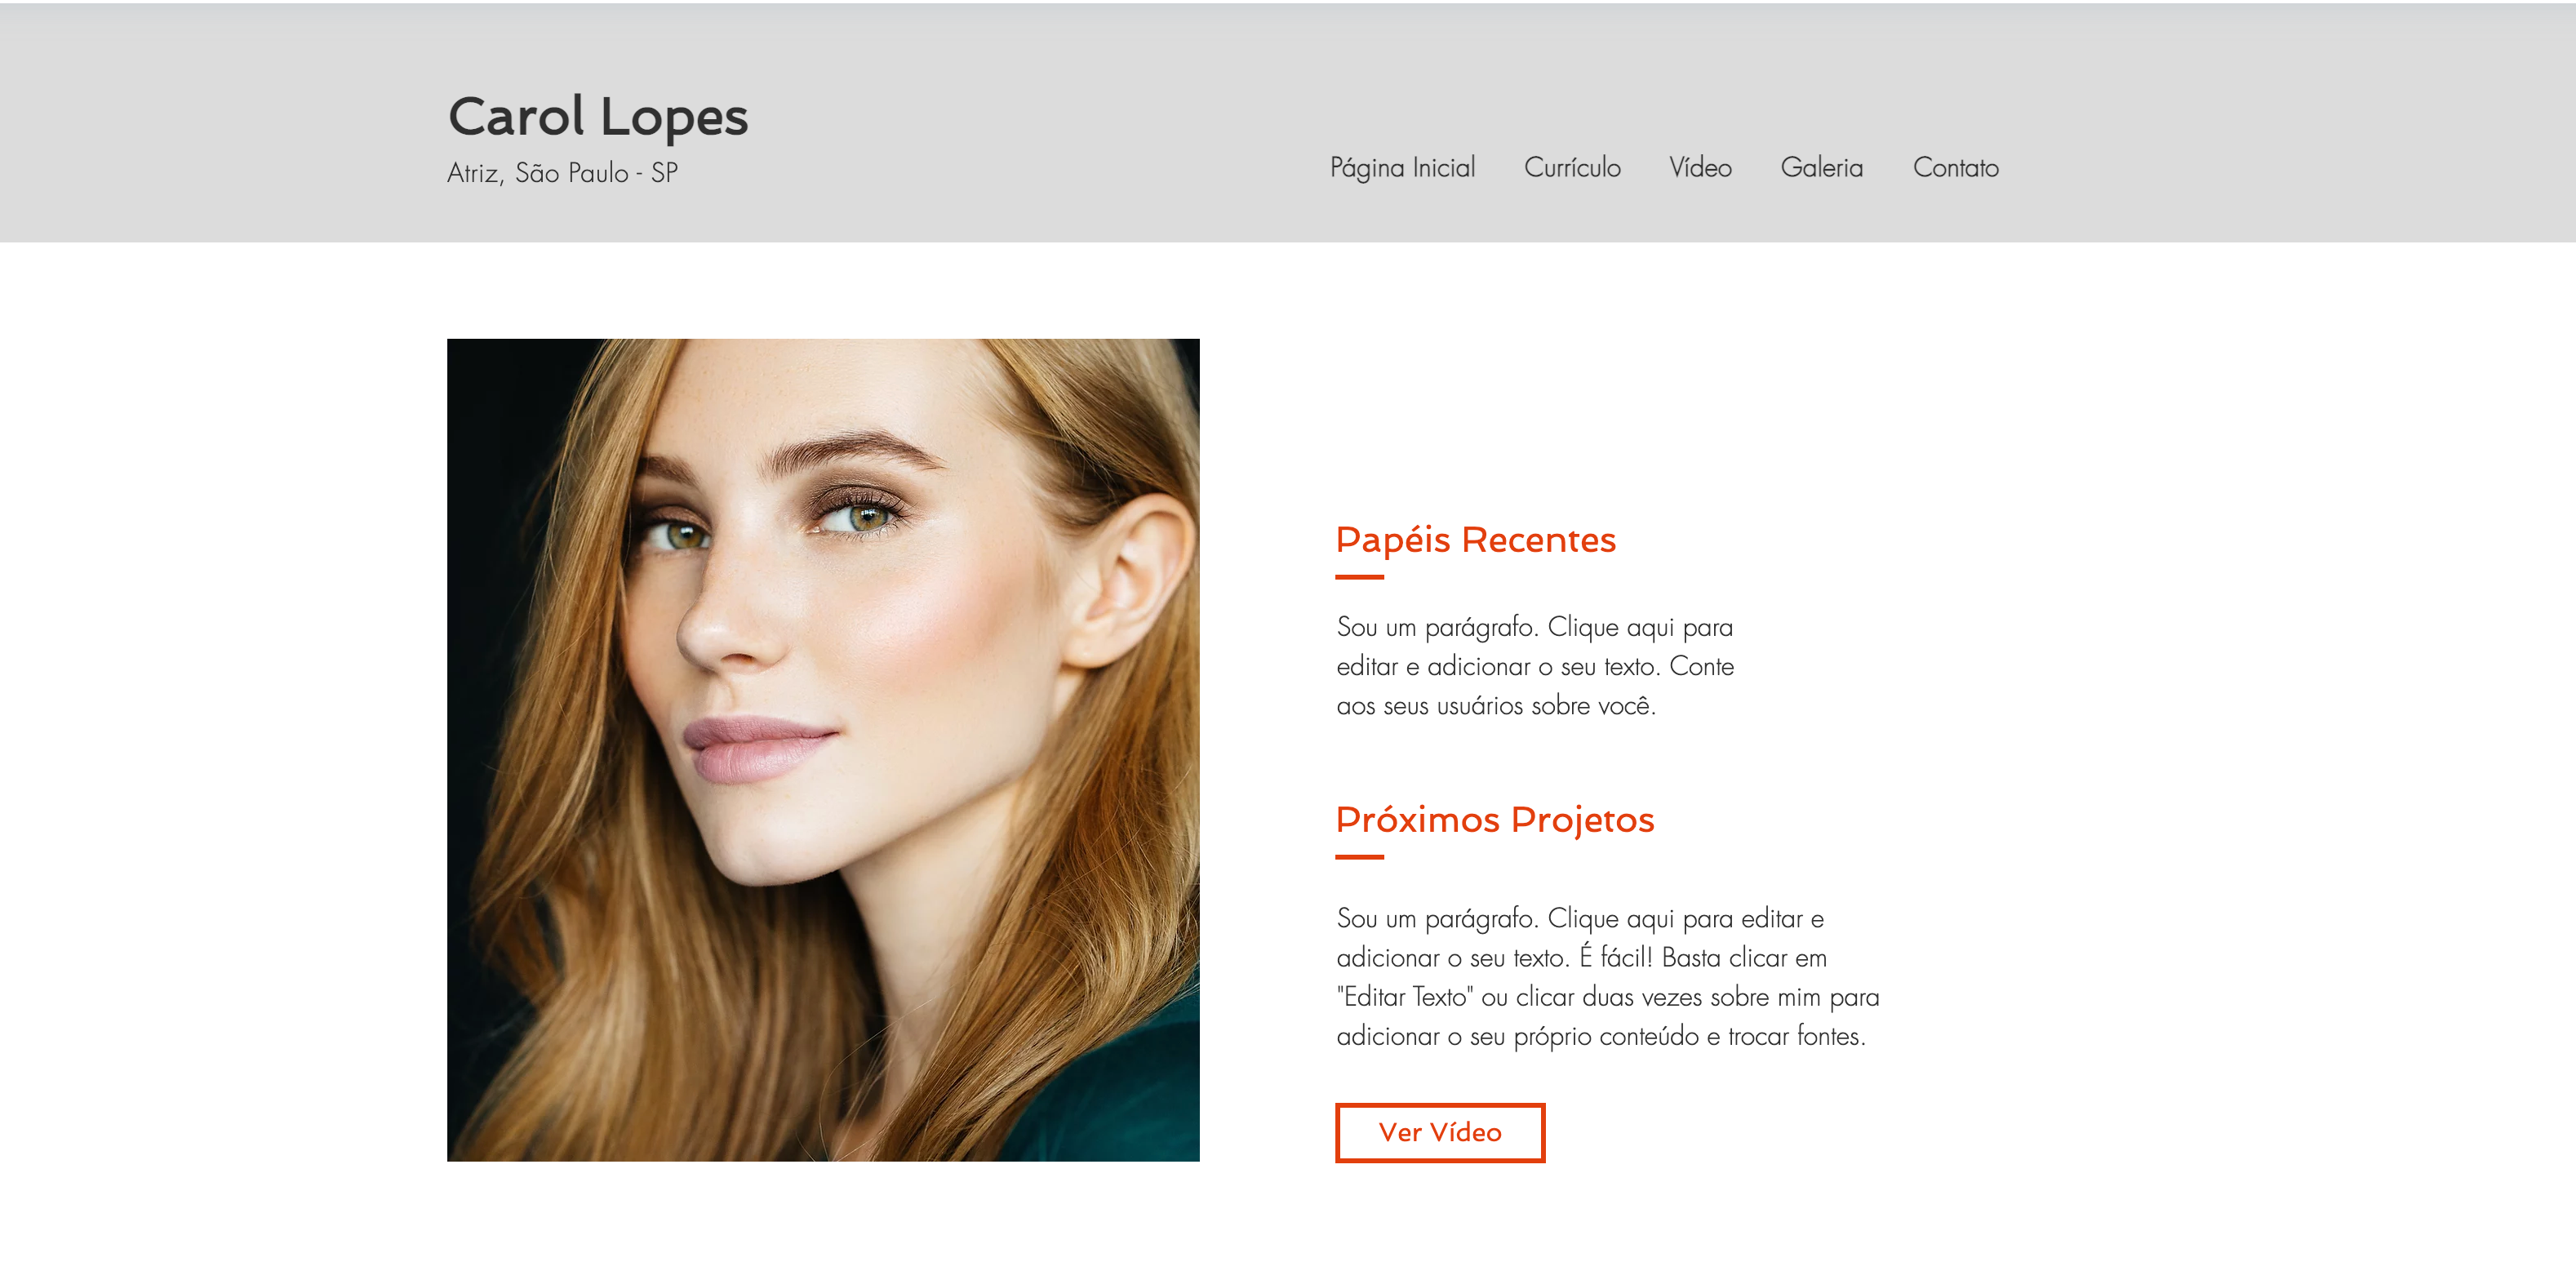 Carol Lopes
Atriz, São Paulo - SP
Página Inicial Currículo Vídeo Galeria Contato
Papéis Recentes
Sou um parágrafo. Clique aqui para
editar e adicionar o seu texto. Conte
aos seus usuários sobre você.
Próximos Projetos
Sou um parágrafo. Clique aqui para editar e
adicionar o seu texto. É fácil! Basta clicar em
"Editar Texto" ou clicar duas vezes sobre mim para
adicionar o seu próprio conteúdo e trocar fontes.
Ver Vídeo